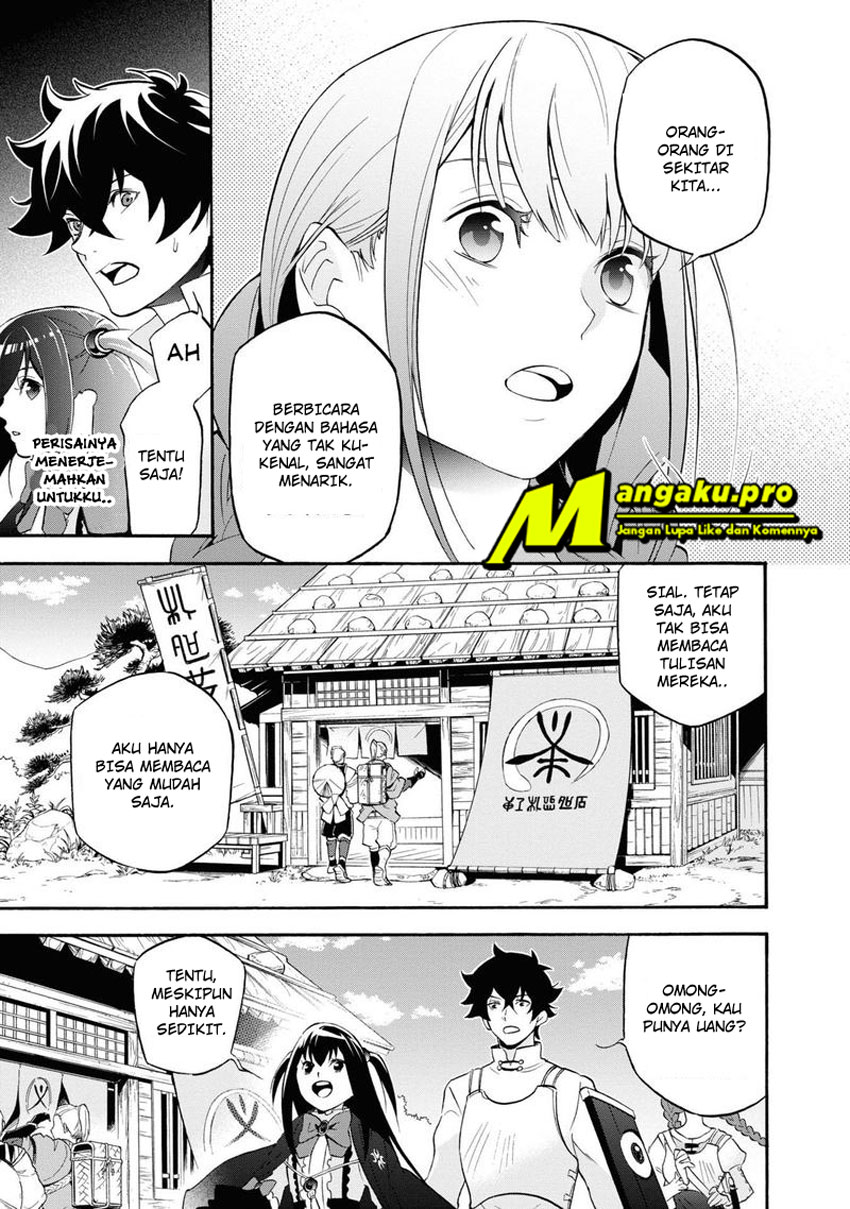 ORANG-
ORANG DI
SEKITAR
KITA...
BERBICARA
DENGAN BAHASA
YANG TAK KU-
KENAL, SANGAT
MENARIK.
AH
TENTU
SAJA!
PERISAINYA
MENERJE-
MAHKAN
UNTUKKU..
Mangaku.pro
Jangan Lupa Like dan Komennya
SIAL. TETAP
SAJA, AKU
TAK BISA
MEMBACA
TULISAN
MEREKA..
AKU HANYA
BISA MEMBACA
YANG MUDAH
SAJA.
OMONG-
OMONG, KAU
PUNYA UANG?
TENTU,
MESKIPUN
HANYA
SEDIKIT.